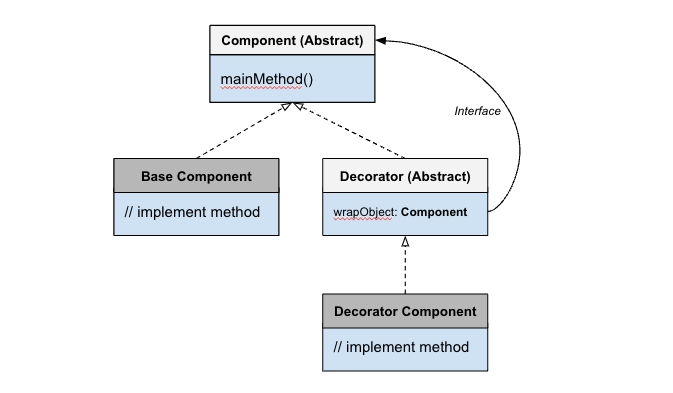 Component (Abstract)
mainMethod()
Interface
Base Component
// implement method
Decorator (Abstract)
wrapObject: Component
Decorator Component
// implement method